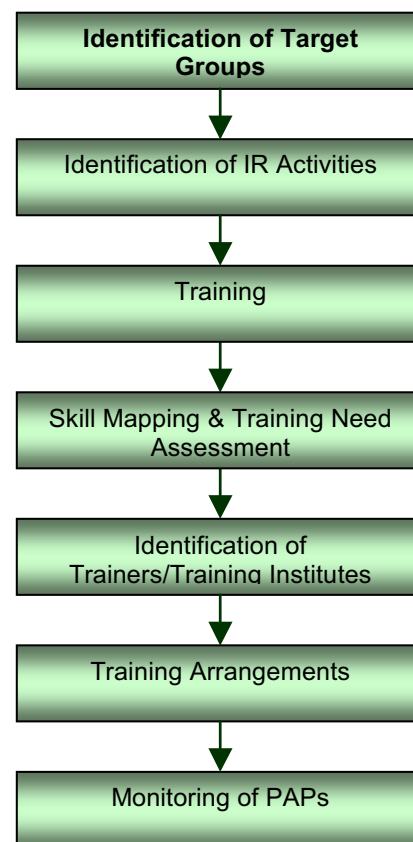 Identification of Target
Groups
Identification of IR Activities
Training
Skill Mapping & Training Need
Assessment
Identification of
Trainers/Training Institutes
Training Arrangements
Monitoring of PAPs